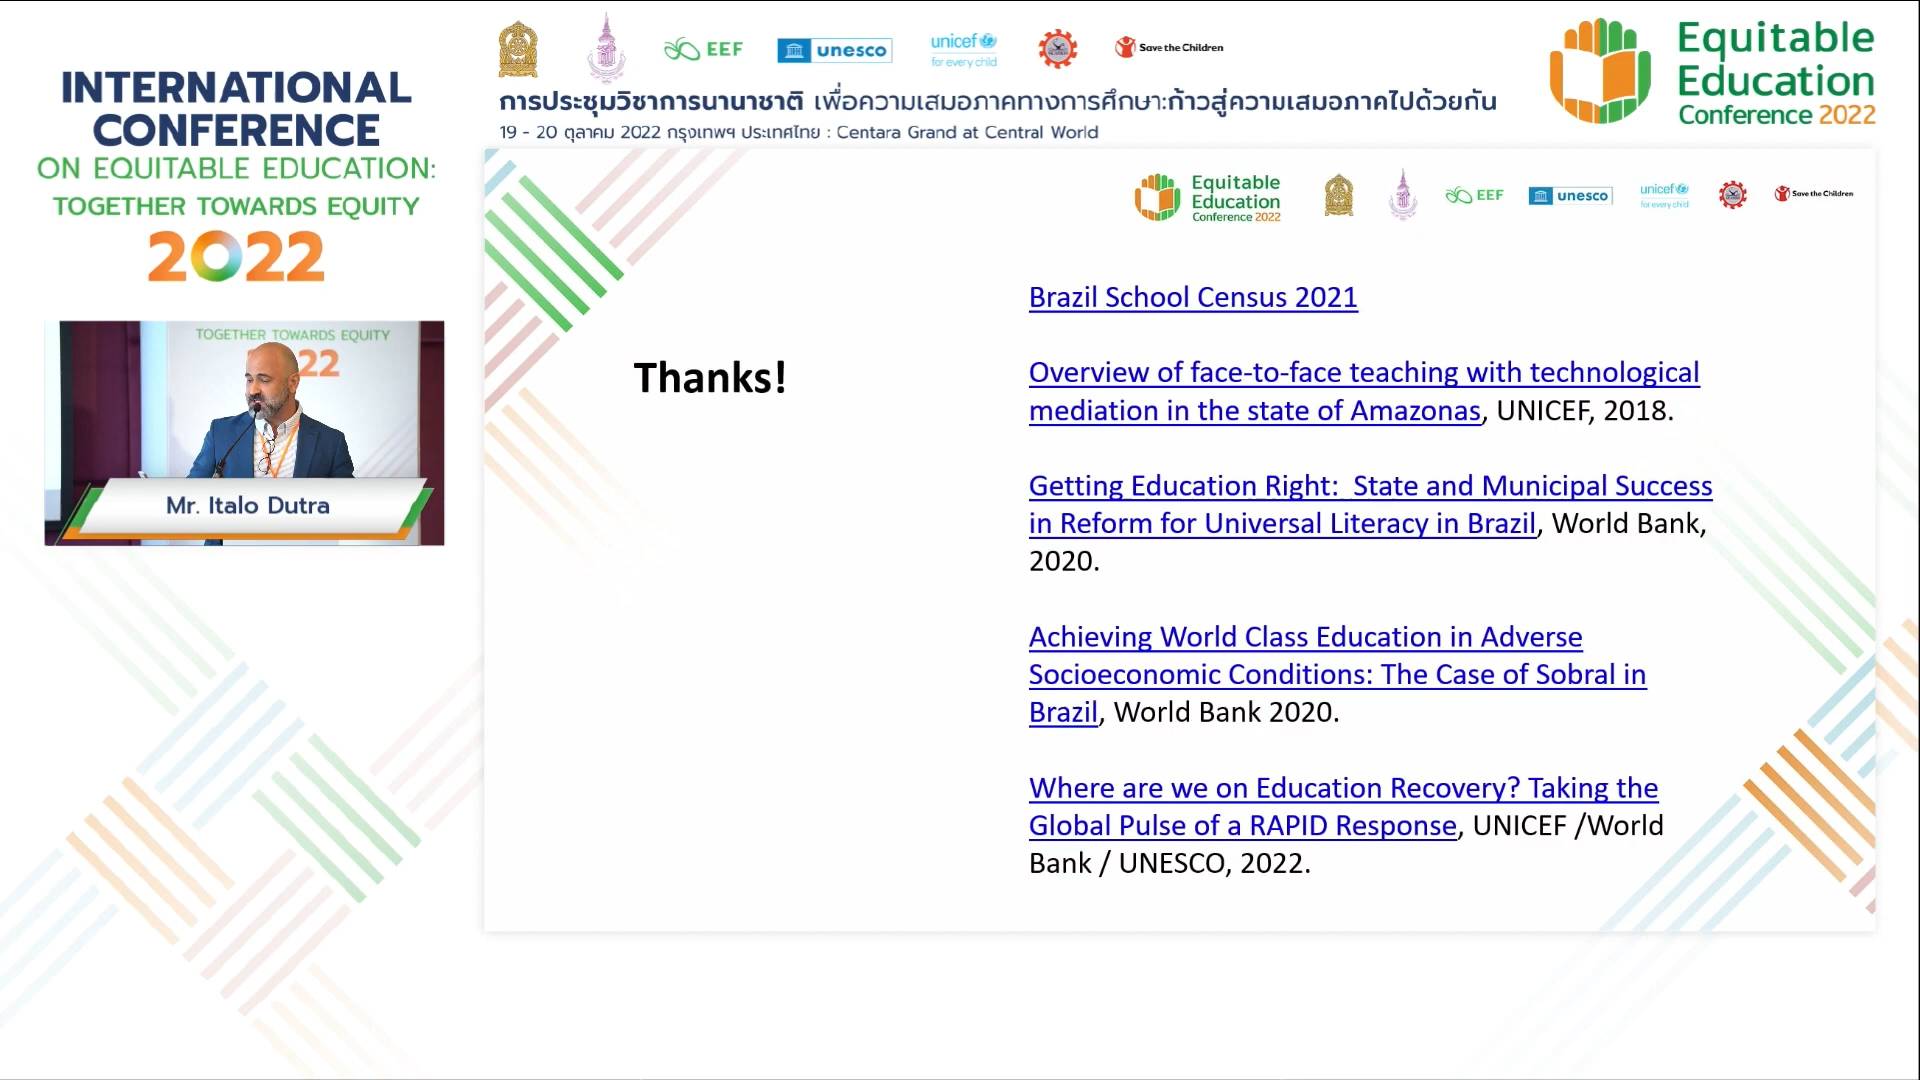 INTERNATIONAL
CONFERENCE
ON EQUITABLE EDUCATION:
TOGETHER TOWARDS EQUITY
2022
EEF
unesco
unicef
for every child
Save the Children
การประชุมวิชาการนานาชาติ เพื่อความเสมอภาคทางการศึกษา:ก้าวสู่ความเสมอภาคไปด้วยกัน
19 - 20 ตุลาคม 2022 กรุงเทพฯ ประเทศไทย : Centara Grand at Central World
Equitable
Education
Conference 2022
TOGETHER TOWARDS EQUITY
22
Mr. Italo Dutra
Equitable
Education
Conference 2022
EEF
unesco
unicef
for every child
Save the Children
Thanks!
Brazil School Census 2021
Overview of face-to-face teaching with technological
mediation in the state of Amazonas, UNICEF, 2018.
Getting Education Right: State and Municipal Success
in Reform for Universal Literacy in Brazil, World Bank,
2020.
Achieving World Class Education in Adverse
Socioeconomic Conditions: The Case of Sobral in
Brazil, World Bank 2020.
Where are we on Education Recovery? Taking the
Global Pulse of a RAPID Response, UNICEF /World
Bank / UNESCO, 2022.